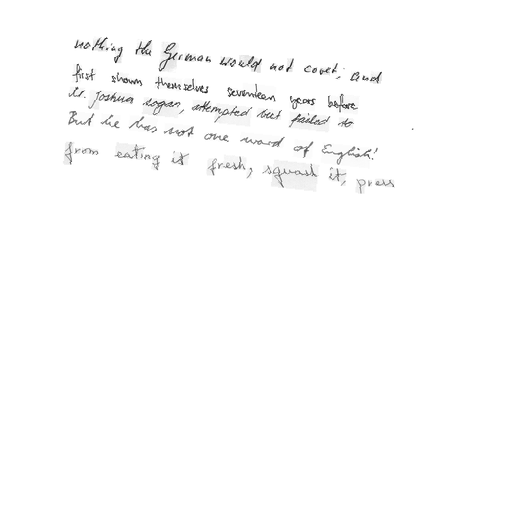 nothing the German would not covet; and
first shown themselves seventeen years before
Mr. Joshua Logan, attempted but failed to
But he has not one word of English!
from eating it fresh, squash it, press